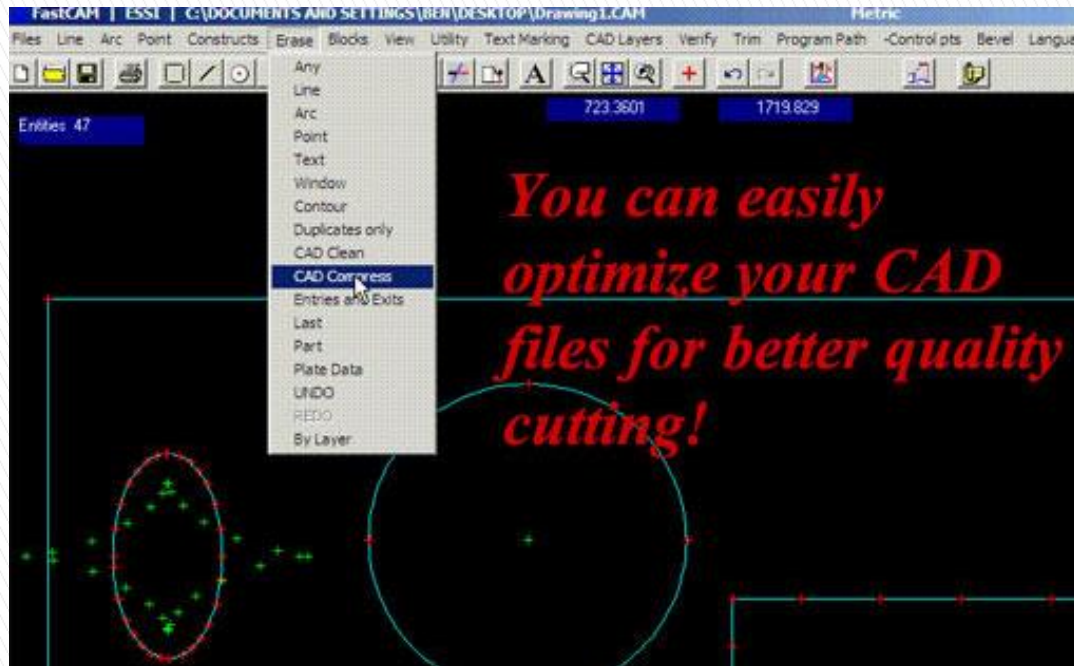 FastCAM | ESSI | C:\DOCUMENTS AND SETTINGS\BEN\DESKTOP\Drawing1.CAM Metric
Files Line Arc Point Constructs Erase Blocks View Utility Text Marking CAD Layers Verify Trim Program Path -Control pts Bevel Langua
A
723.3601 1719.829
Entities 47
Any
Line
Arc
Point
Text
Window
Contour
Duplicates only
CAD Clean
CAD Compress
Entries and Exits
Last
Part
Plate Data
UNDO
REDO
By Layer
You can easily
optimize your CAD
files for better quality
cutting!